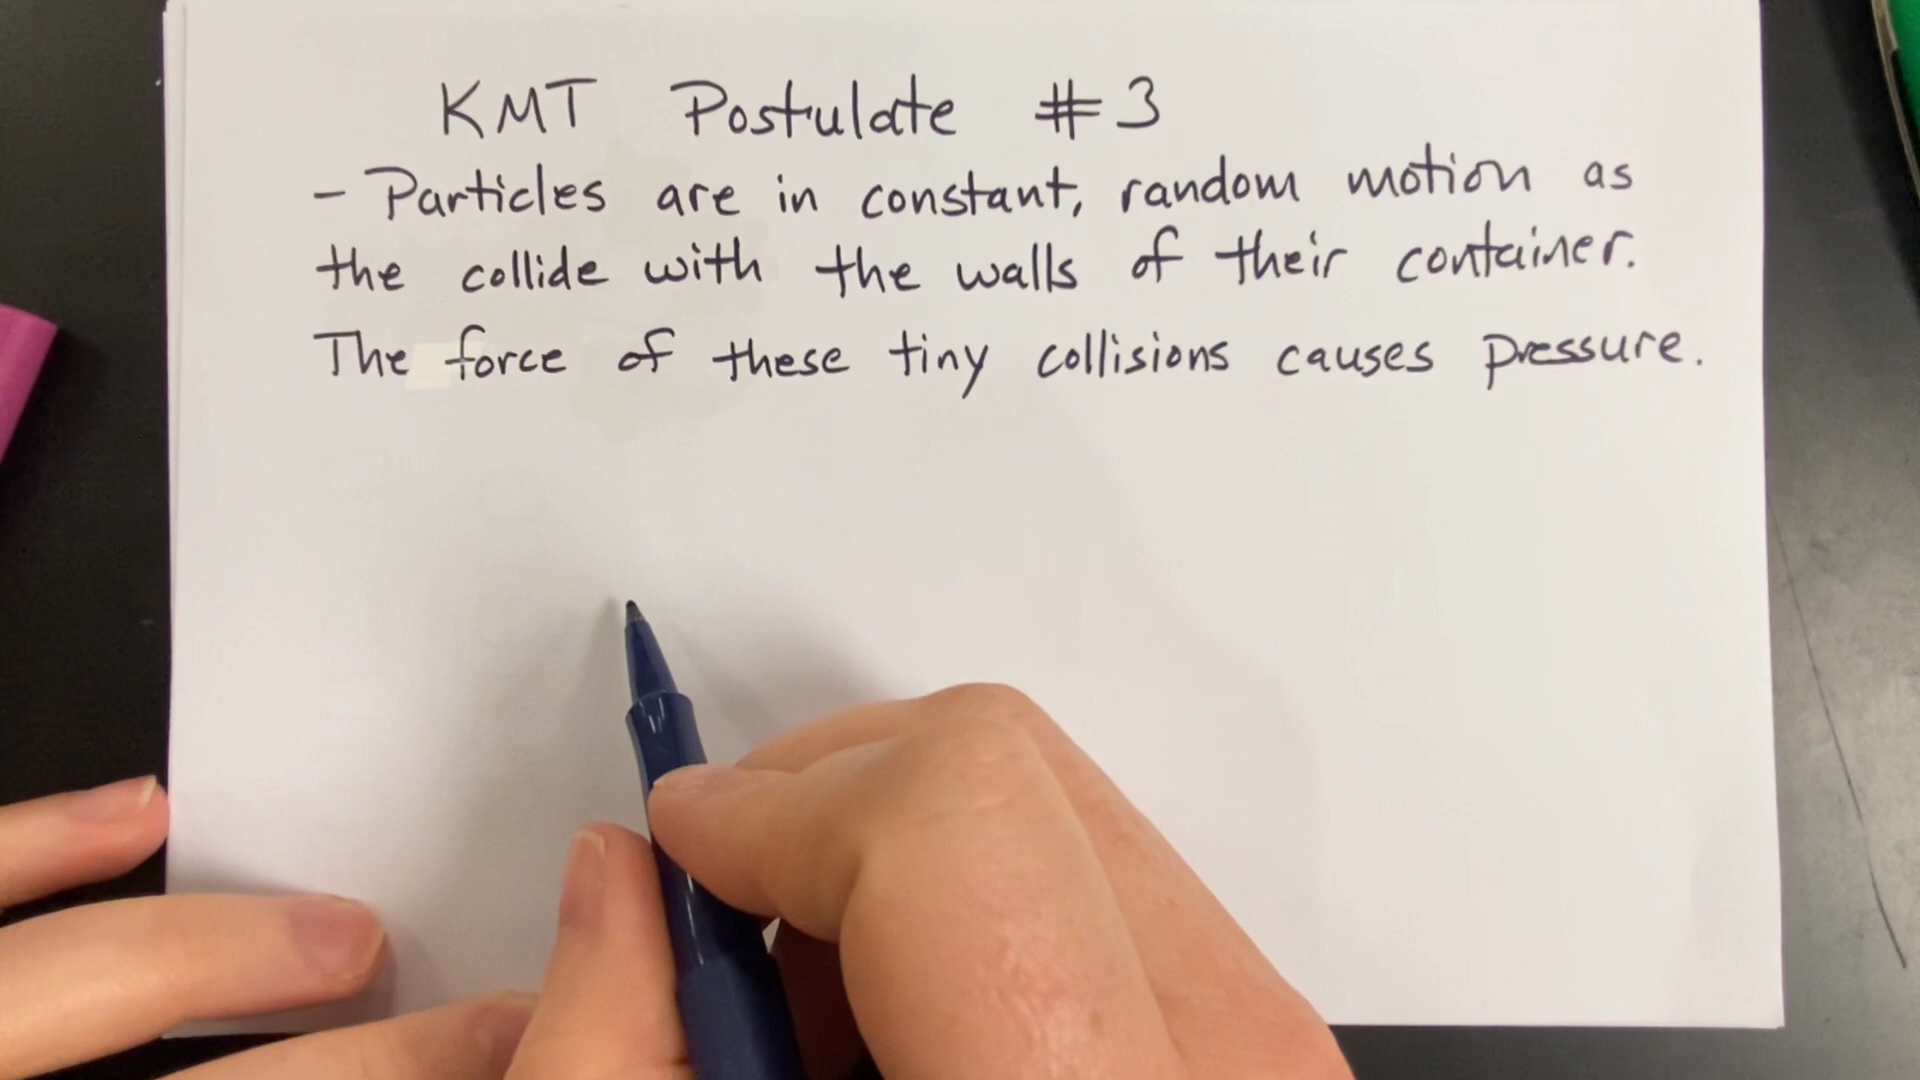 KMT Postulate #3
- Particles are in constant, random motion as
the collide with the walls of their container.
The force of these tiny collisions causes pressure.